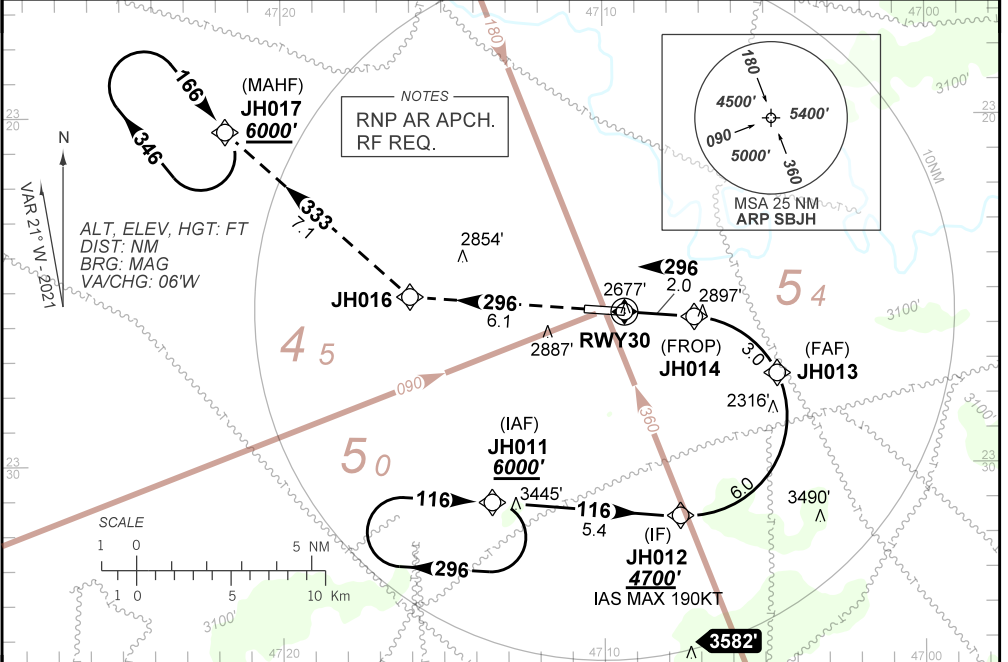 47 20
47 10
47 00
180
(MAHF)
JH017
6000'
166
346
NOTES
RNP AR APCH.
RF REQ.
180
4500'
5400'
090
5000'
360
MSA 25 NM
ARP SBJH
3100'
10NM
23
20
23
20
N
VAR 21° W - 2021
ALT, ELEV, HGT: FT
DIST: NM
BRG: MAG
VA/CHG: 06'W
333
7.1
2854'
JH016
296
6.1
296
2.0
2677'
2897'
RWY30
(FROP)
JH014
3.0
(FAF)
JH013
5 4
3100'
4 5
2887'
090
360
2316'
3100'
5 0
(IAF)
JH011
6000'
23
30
23
30
116
3445'
116
5.4
296
6.0
3490'
(IF)
JH012
4700'
IAS MAX 190KT
SCALE
1 0 5 NM
1 0 5 10 Km
3100'
3582'
47 20
47 10
47 00